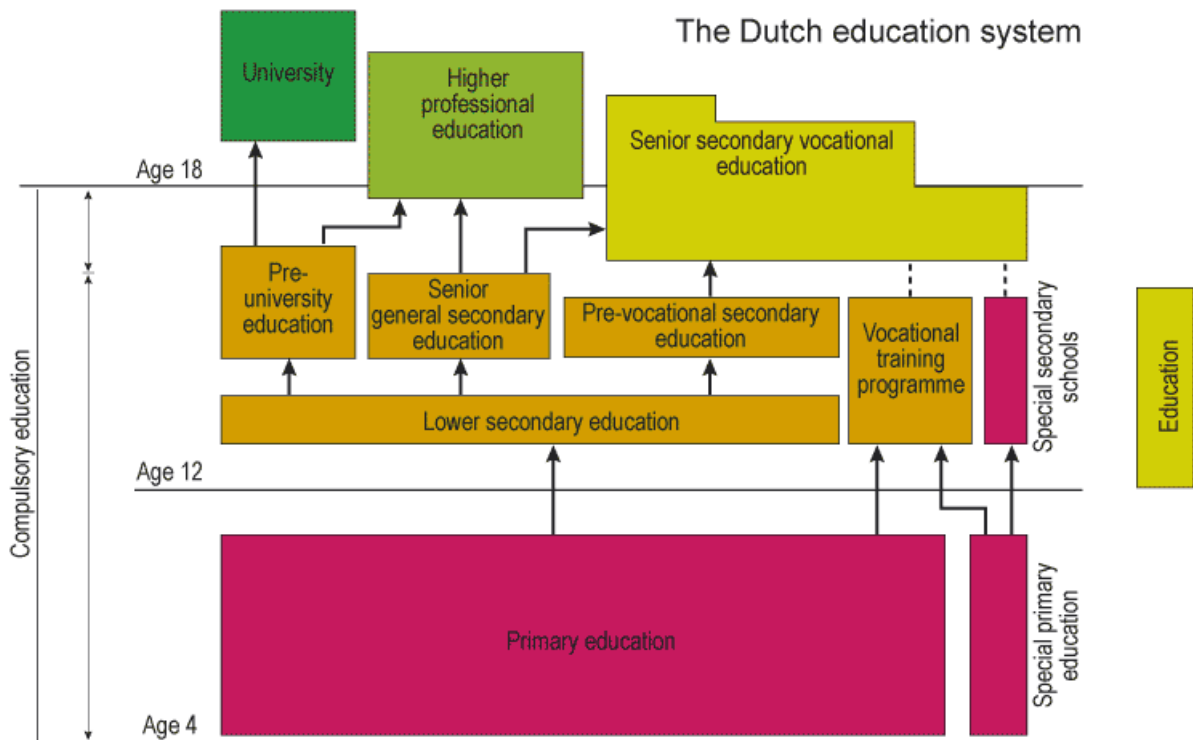 The Dutch education system
University
Higher
professional
education
Senior secondary vocational
education
Age 18
Pre-
university
education
Senior
general secondary
education
Pre-vocational secondary
education
Vocational
training
programme
Special secondary
schools
Education
Lower secondary education
Compulsory education
Age 12
Primary education
Special primary
education
Age 4